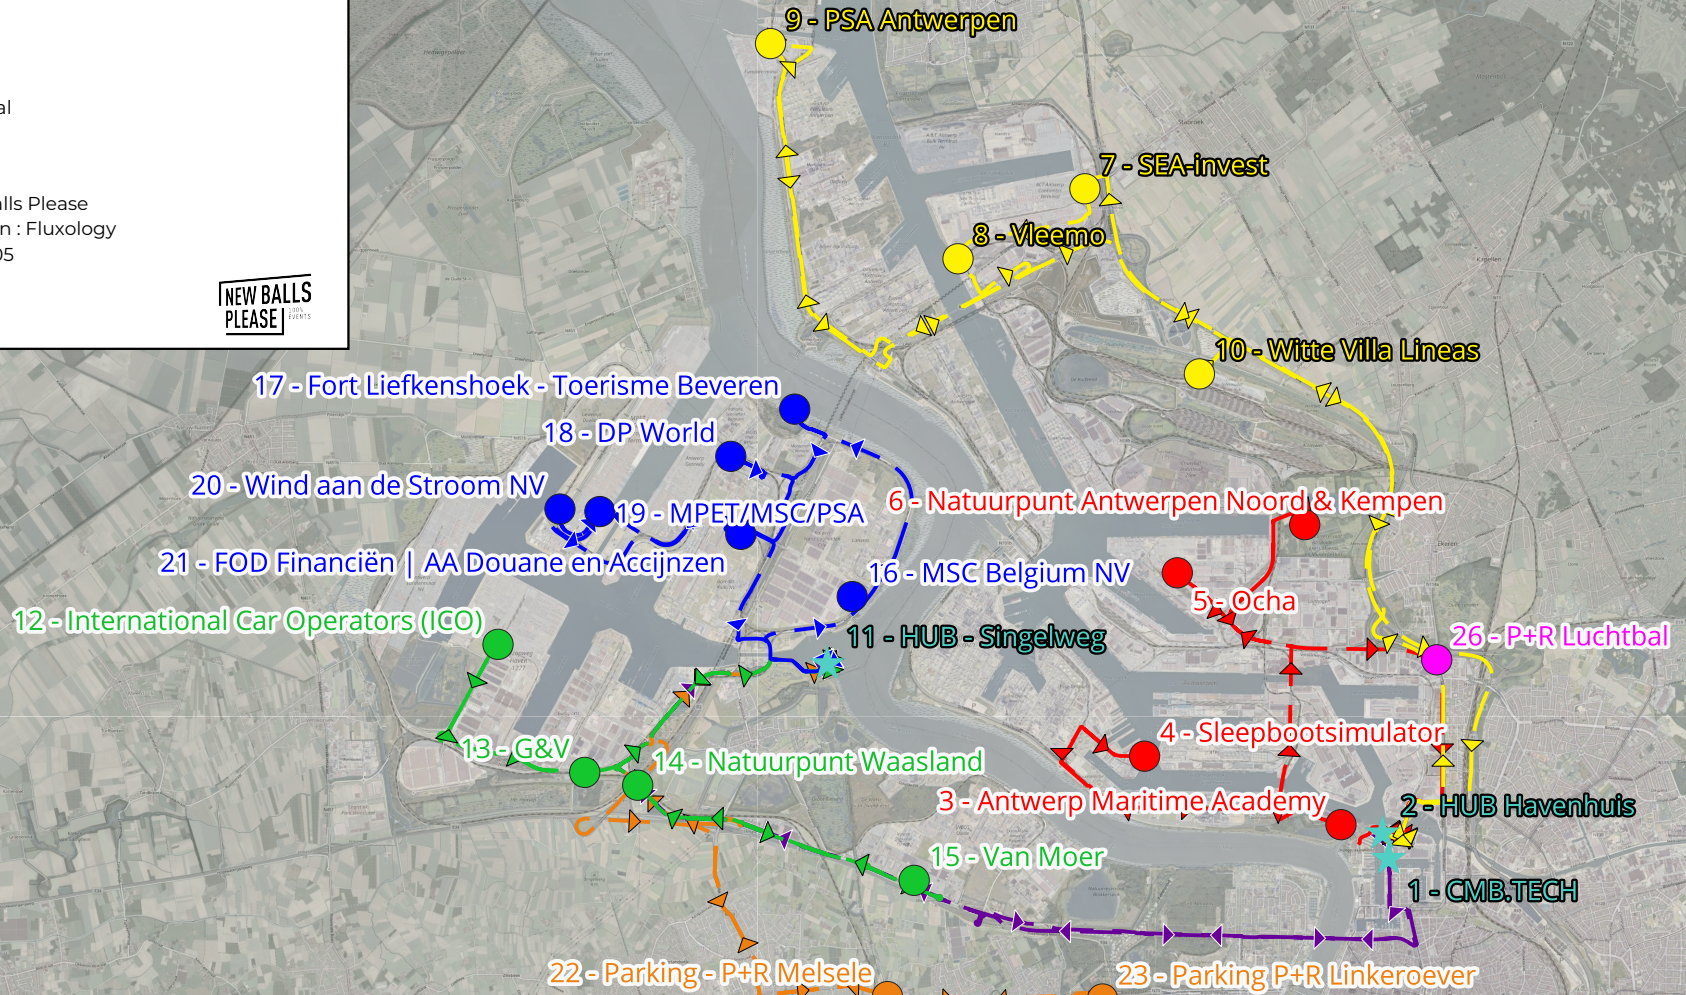 9 - PSA Antwerpen
al
7 - SEA-invest
alls Please
n : Fluxology
05
8 - Vleemo
NEW BALLS
PLEASE
100%
EVENTS
10 - Witte Villa Lineas
17 - Fort Liefkenshoek - Toerisme Beveren
18 - DP World
20 - Wind aan de Stroom NV
6 - Natuurpunt Antwerpen Noord & Kempen
19 - MPET/MSC/PSA
21 - FOD Financiën | AA Douane en Accijnzen
16 - MSC Belgium NV
5 - Ocha
12 - International Car Operators (ICO)
11 - HUB - Singelweg
26 - P+R Luchtbal
4 - Sleepbootsimulator
13 - G&V
14 - Natuurpunt Waasland
3 - Antwerp Maritime Academy
2 - HUB Havenhuis
15 - Van Moer
1 - CMB.TECH
22 - Parking - P+R Melsele
23 - Parking P+R Linkeroever